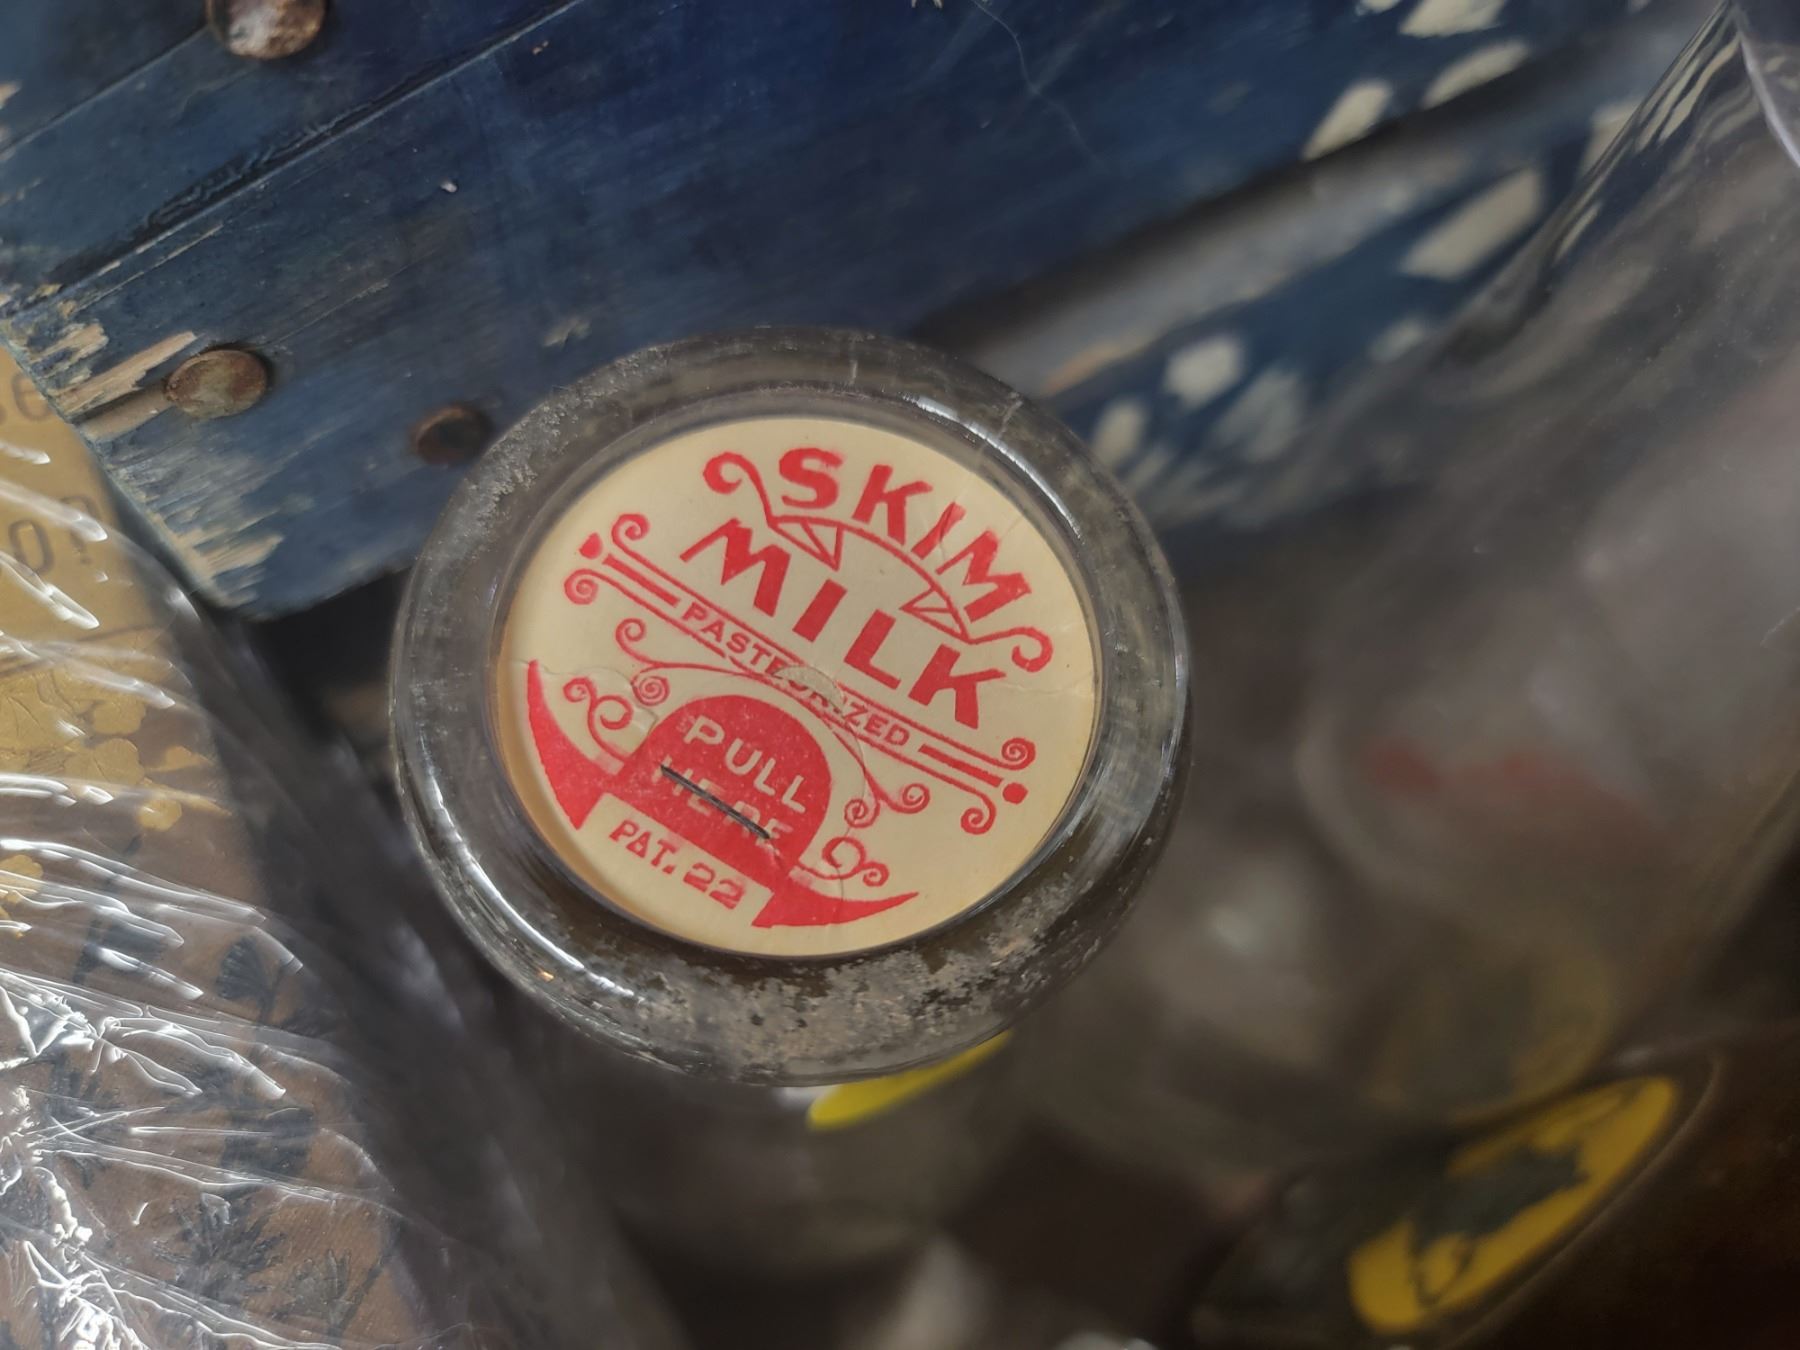 SKIM
MILK
PASTEURIZED
PULL
HERE
PAT. 22